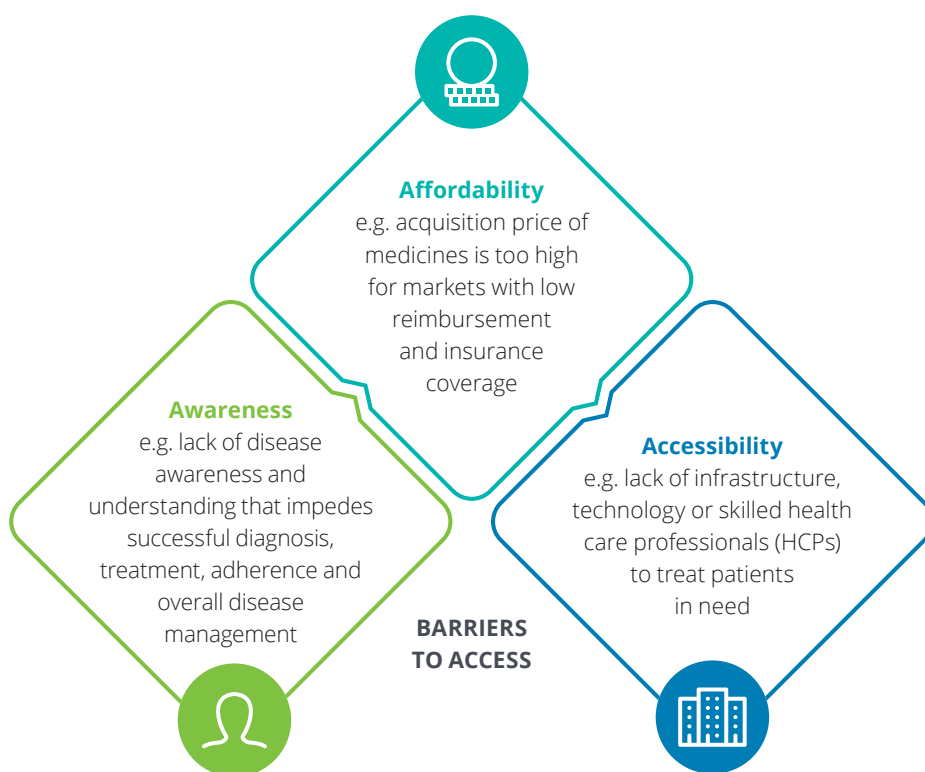 Affordability
e.g. acquisition price of
medicines is too high
for markets with low
reimbursement
and insurance
coverage
Awareness
e.g. lack of disease
awareness and
understanding that impedes
successful diagnosis,
treatment, adherence and
overall disease
management
Accessibility
e.g. lack of infrastructure,
technology or skilled health
care professionals (HCPs)
to treat patients
in need
BARRIERS
TO ACCESS